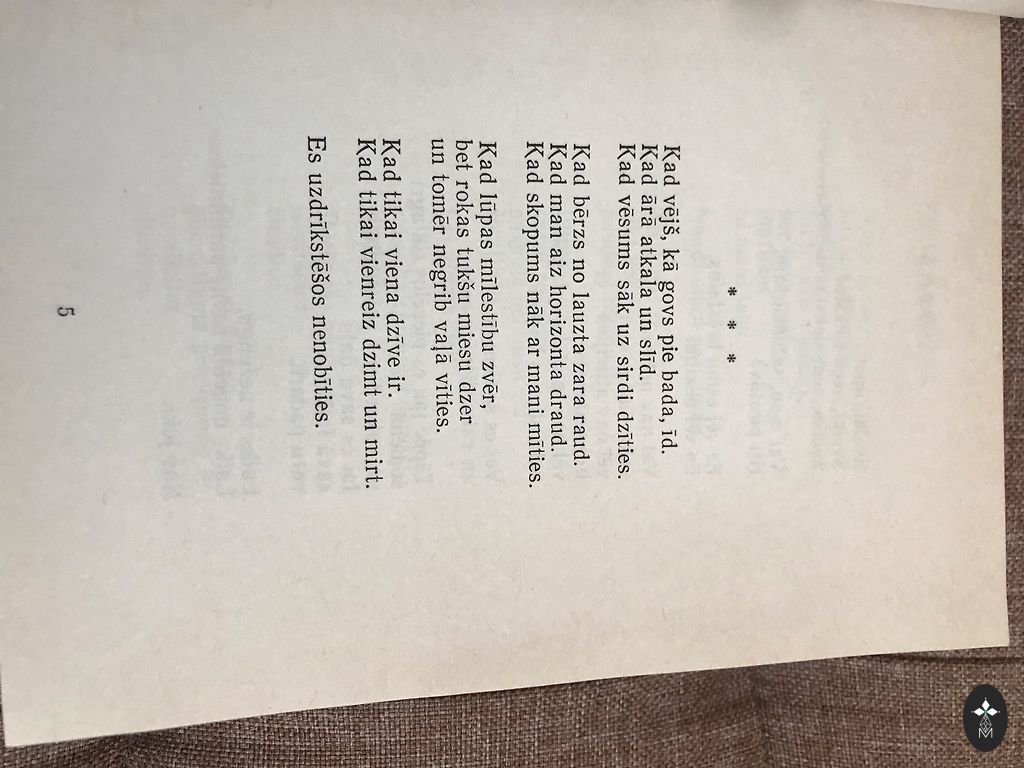 * * *
Kad vējš, kā govs pie bada, īd.
Kad ārā atkala un slīd.
Kad vēsums sāk uz sirdi dzīties.
Kad bērzs no lauzta zara raud.
Kad man aiz horizonta draud.
Kad skopums nāk ar mani mīties.
Kad lūpas mīlestību zvēr,
bet rokas tukšu miesu dzer
un tomēr negrib vaļā vīties.
Kad tikai viena dzīve ir.
Kad tikai vienreiz dzimt un mirt.
Es uzdrīkstēšos nenobīties.
5
M